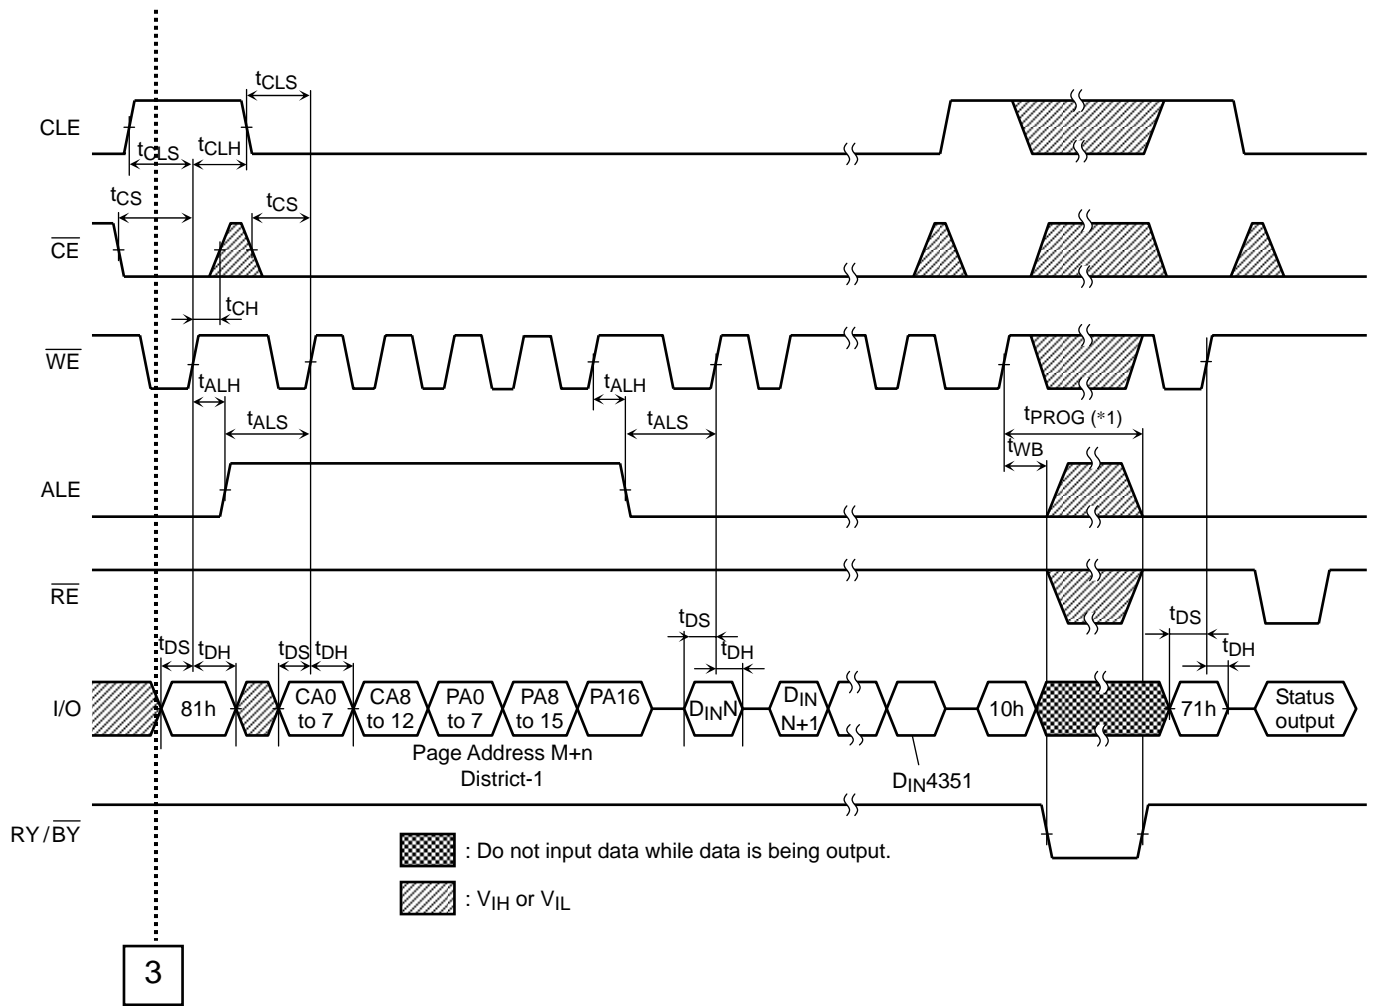 tCLS
CLE
tCLS
tCLH
tCS
tCS
CE
tCH
WE
tALH
tALH
tALS
tALS
tPROG (*1)
tWB
ALE
RE
tDS
tDH
tDS
tDH
tDS
tDH
tDS
tDH
I/O
81h
CA0
to 7
CA8
to 12
PA0
to 7
PA8
to 15
PA16
DINN
DIN
N+1
10h
71h
Status
output
Page Address M+n
District-1
DIN4351
RY/BY
: Do not input data while data is being output.
: VIH or VIL
3